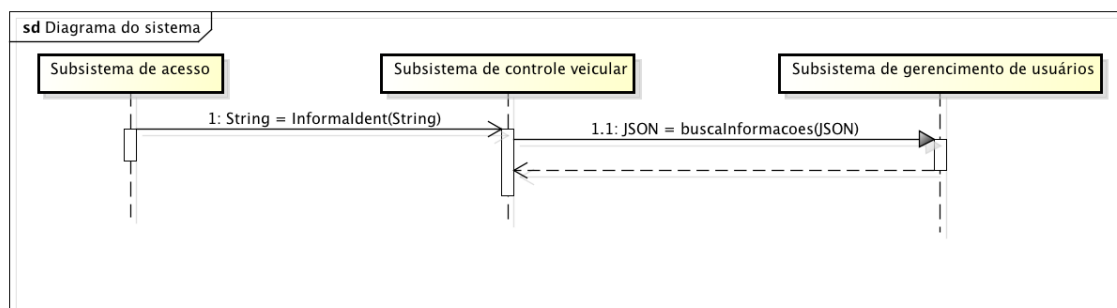 sd Diagrama do sistema
Subsistema de acesso
Subsistema de controle veicular
Subsistema de gerencimento de usuários
1: String = InformaIdent(String)
1.1: JSON = buscaInformacoes(JSON)